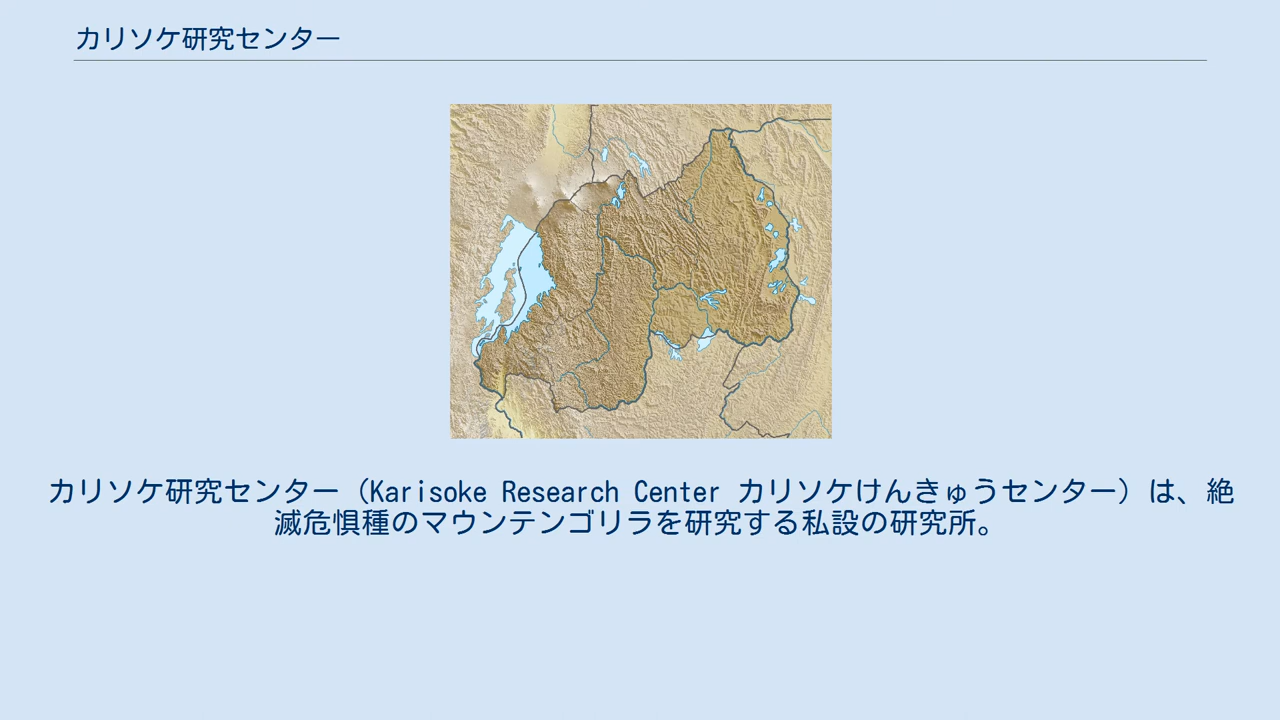 カリソケ研究センター
カリソケ研究センター（Karisoke Research Center カリソケけんきゅうセンター）は、絶
滅危惧種のマウンテンゴリラを研究する私設の研究所。